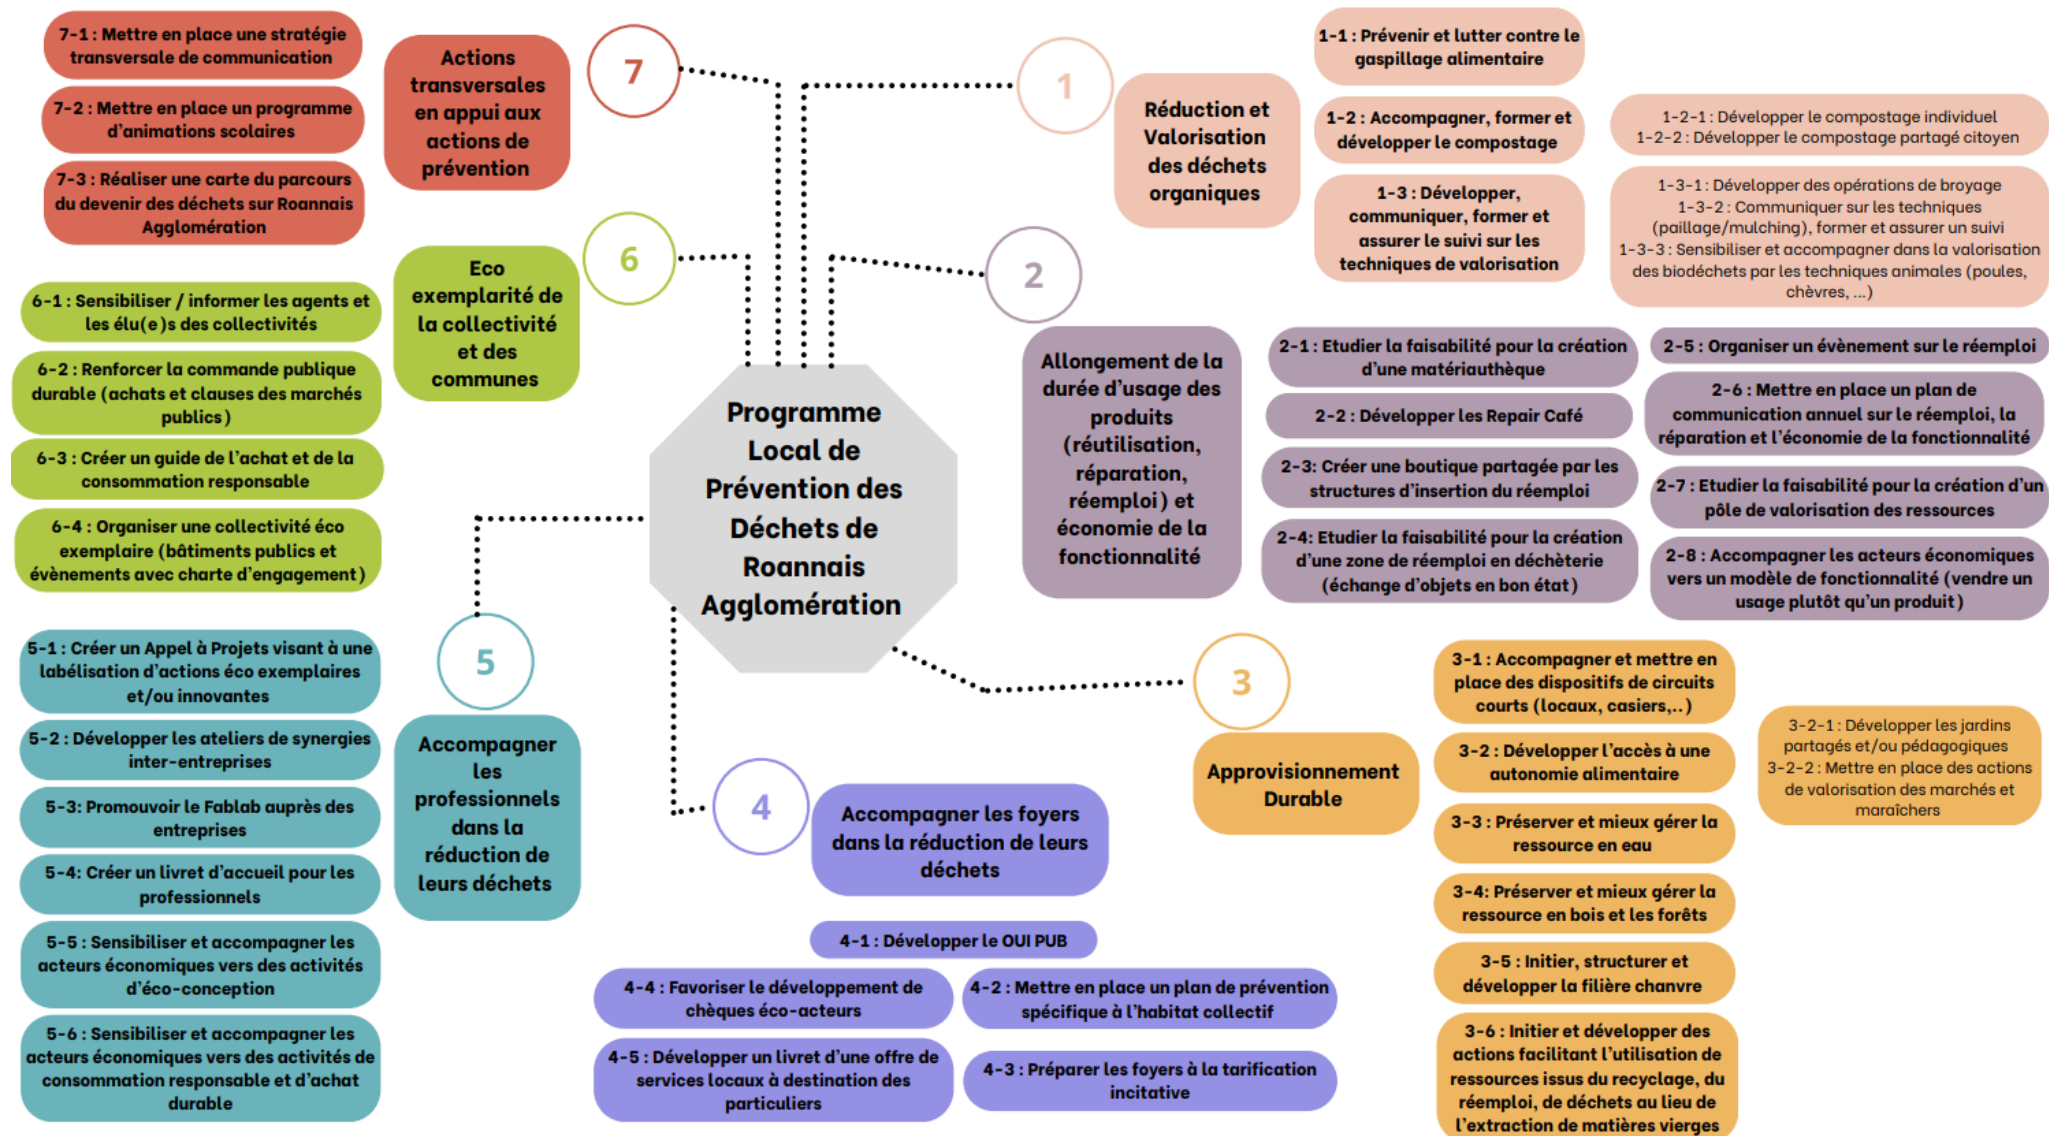 Programme
Local de
Prévention des
Déchets de
Roannais
Agglomération
1
Réduction et
Valorisation
des déchets
organiques
1-1 : Prévenir et lutter contre le
gaspillage alimentaire
1-2 : Accompagner, former et
développer le compostage
1-2-1 : Développer le compostage individuel
1-2-2 : Développer le compostage partagé citoyen
1-3 : Développer,
communiquer, former et
assurer le suivi sur les
techniques de valorisation
1-3-1 : Développer des opérations de broyage
1-3-2 : Communiquer sur les techniques
(paillage/mulching), former et assurer un suivi
1-3-3 : Sensibiliser et accompagner dans la valorisation
des biodéchets par les techniques animales (poules,
chèvres, ...)
2
Allongement de la
durée d'usage des
produits
(réutilisation,
réparation,
réemploi) et
économie de la
fonctionnalité
2-1 : Etudier la faisabilité pour la création
d'une matériauthèque
2-2 : Développer les Repair Café
2-3: Créer une boutique partagée par les
structures d'insertion du réemploi
2-4: Etudier la faisabilité pour la création
d'une zone de réemploi en déchèterie
(échange d'objets en bon état)
2-5 : Organiser un évènement sur le réemploi
2-6 : Mettre en place un plan de
communication annuel sur le réemploi, la
réparation et l'économie de la fonctionnalité
2-7 : Etudier la faisabilité pour la création d'un
pôle de valorisation des ressources
2-8 : Accompagner les acteurs économiques
vers un modèle de fonctionnalité (vendre un
usage plutôt qu'un produit)
3
Approvisionnement
Durable
3-1 : Accompagner et mettre en
place des dispositifs de circuits
courts (locaux, casiers,..)
3-2 : Développer l'accès à une
autonomie alimentaire
3-2-1 : Développer les jardins
partagés et/ou pédagogiques
3-2-2 : Mettre en place des actions
de valorisation des marchés et
maraîchers
3-3 : Préserver et mieux gérer la
ressource en eau
3-4: Préserver et mieux gérer la
ressource en bois et les forêts
3-5 : Initier, structurer et
développer la filière chanvre
3-6 : Initier et développer des
actions facilitant l'utilisation de
ressources issus du recyclage, du
réemploi, de déchets au lieu de
l'extraction de matières vierges
4
Accompagner les foyers
dans la réduction de leurs
déchets
4-1 : Développer le OUI PUB
4-2 : Mettre en place un plan de prévention
spécifique à l'habitat collectif
4-3 : Préparer les foyers à la tarification
incitative
4-4 : Favoriser le développement de
chèques éco-acteurs
4-5 : Développer un livret d'une offre de
services locaux à destination des
particuliers
5
Accompagner
les
professionnels
dans la
réduction de
leurs déchets
5-1 : Créer un Appel à Projets visant à une
labélisation d'actions éco exemplaires
et/ou innovantes
5-2 : Développer les ateliers de synergies
inter-entreprises
5-3: Promouvoir le Fablab auprès des
entreprises
5-4: Créer un livret d'accueil pour les
professionnels
5-5 : Sensibiliser et accompagner les
acteurs économiques vers des activités
d'éco-conception
5-6 : Sensibiliser et accompagner les
acteurs économiques vers des activités de
consommation responsable et d'achat
durable
6
Eco
exemplarité de
la collectivité
et des
communes
6-1 : Sensibiliser / informer les agents et
les élu(e)s des collectivités
6-2 : Renforcer la commande publique
durable (achats et clauses des marchés
publics)
6-3 : Créer un guide de l'achat et de la
consommation responsable
6-4 : Organiser une collectivité éco
exemplaire (bâtiments publics et
évènements avec charte d'engagement)
7
Actions
transversales
en appui aux
actions de
prévention
7-1 : Mettre en place une stratégie
transversale de communication
7-2 : Mettre en place un programme
d'animations scolaires
7-3 : Réaliser une carte du parcours
du devenir des déchets sur Roannais
Agglomération